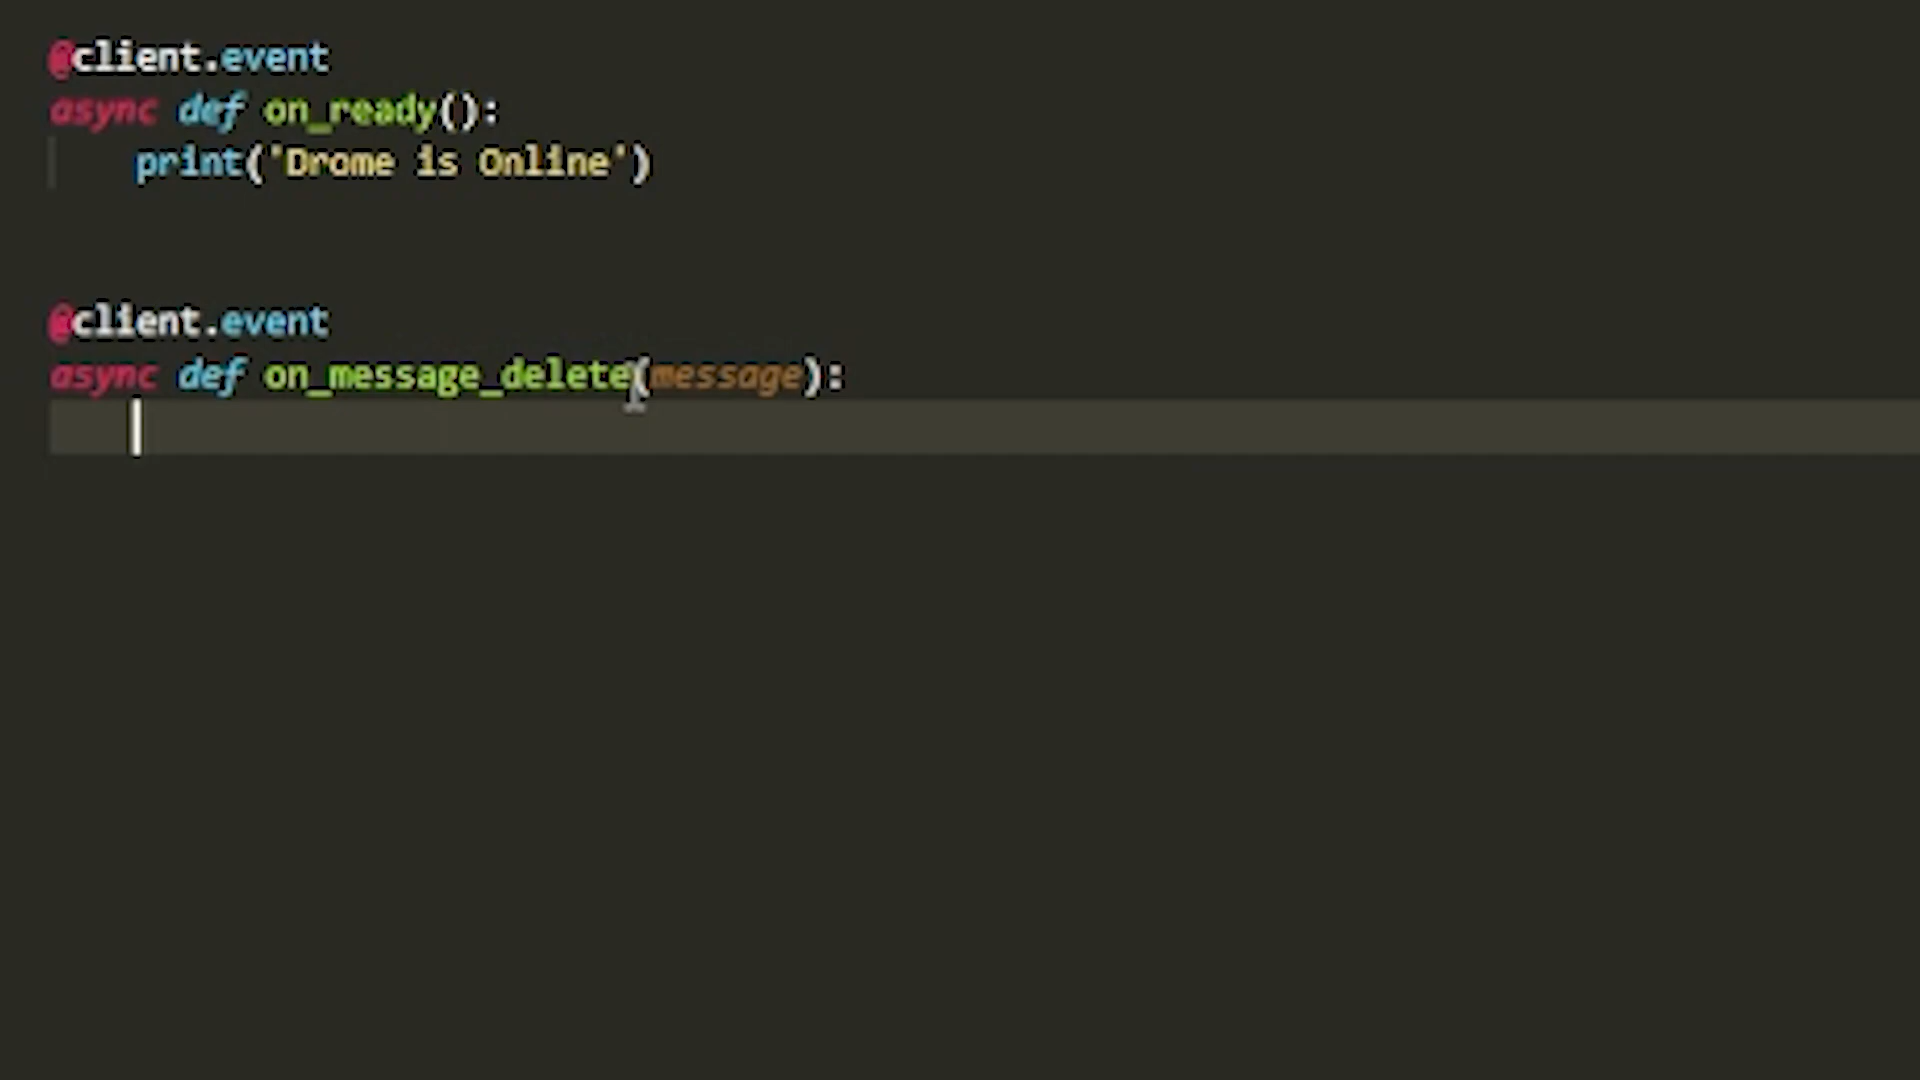 @client.event
async def on_ready():
    print('Drome is Online')
@client.event
async def on_message_delete(message):